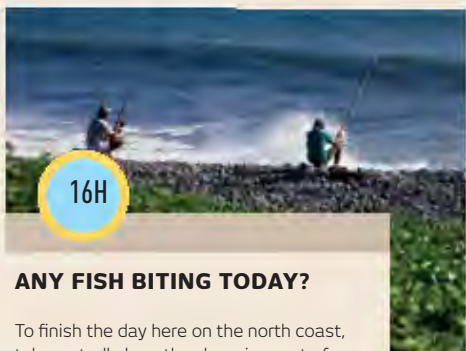 16H
ANY FISH BITING TODAY?
To finish the day here on the north coast,